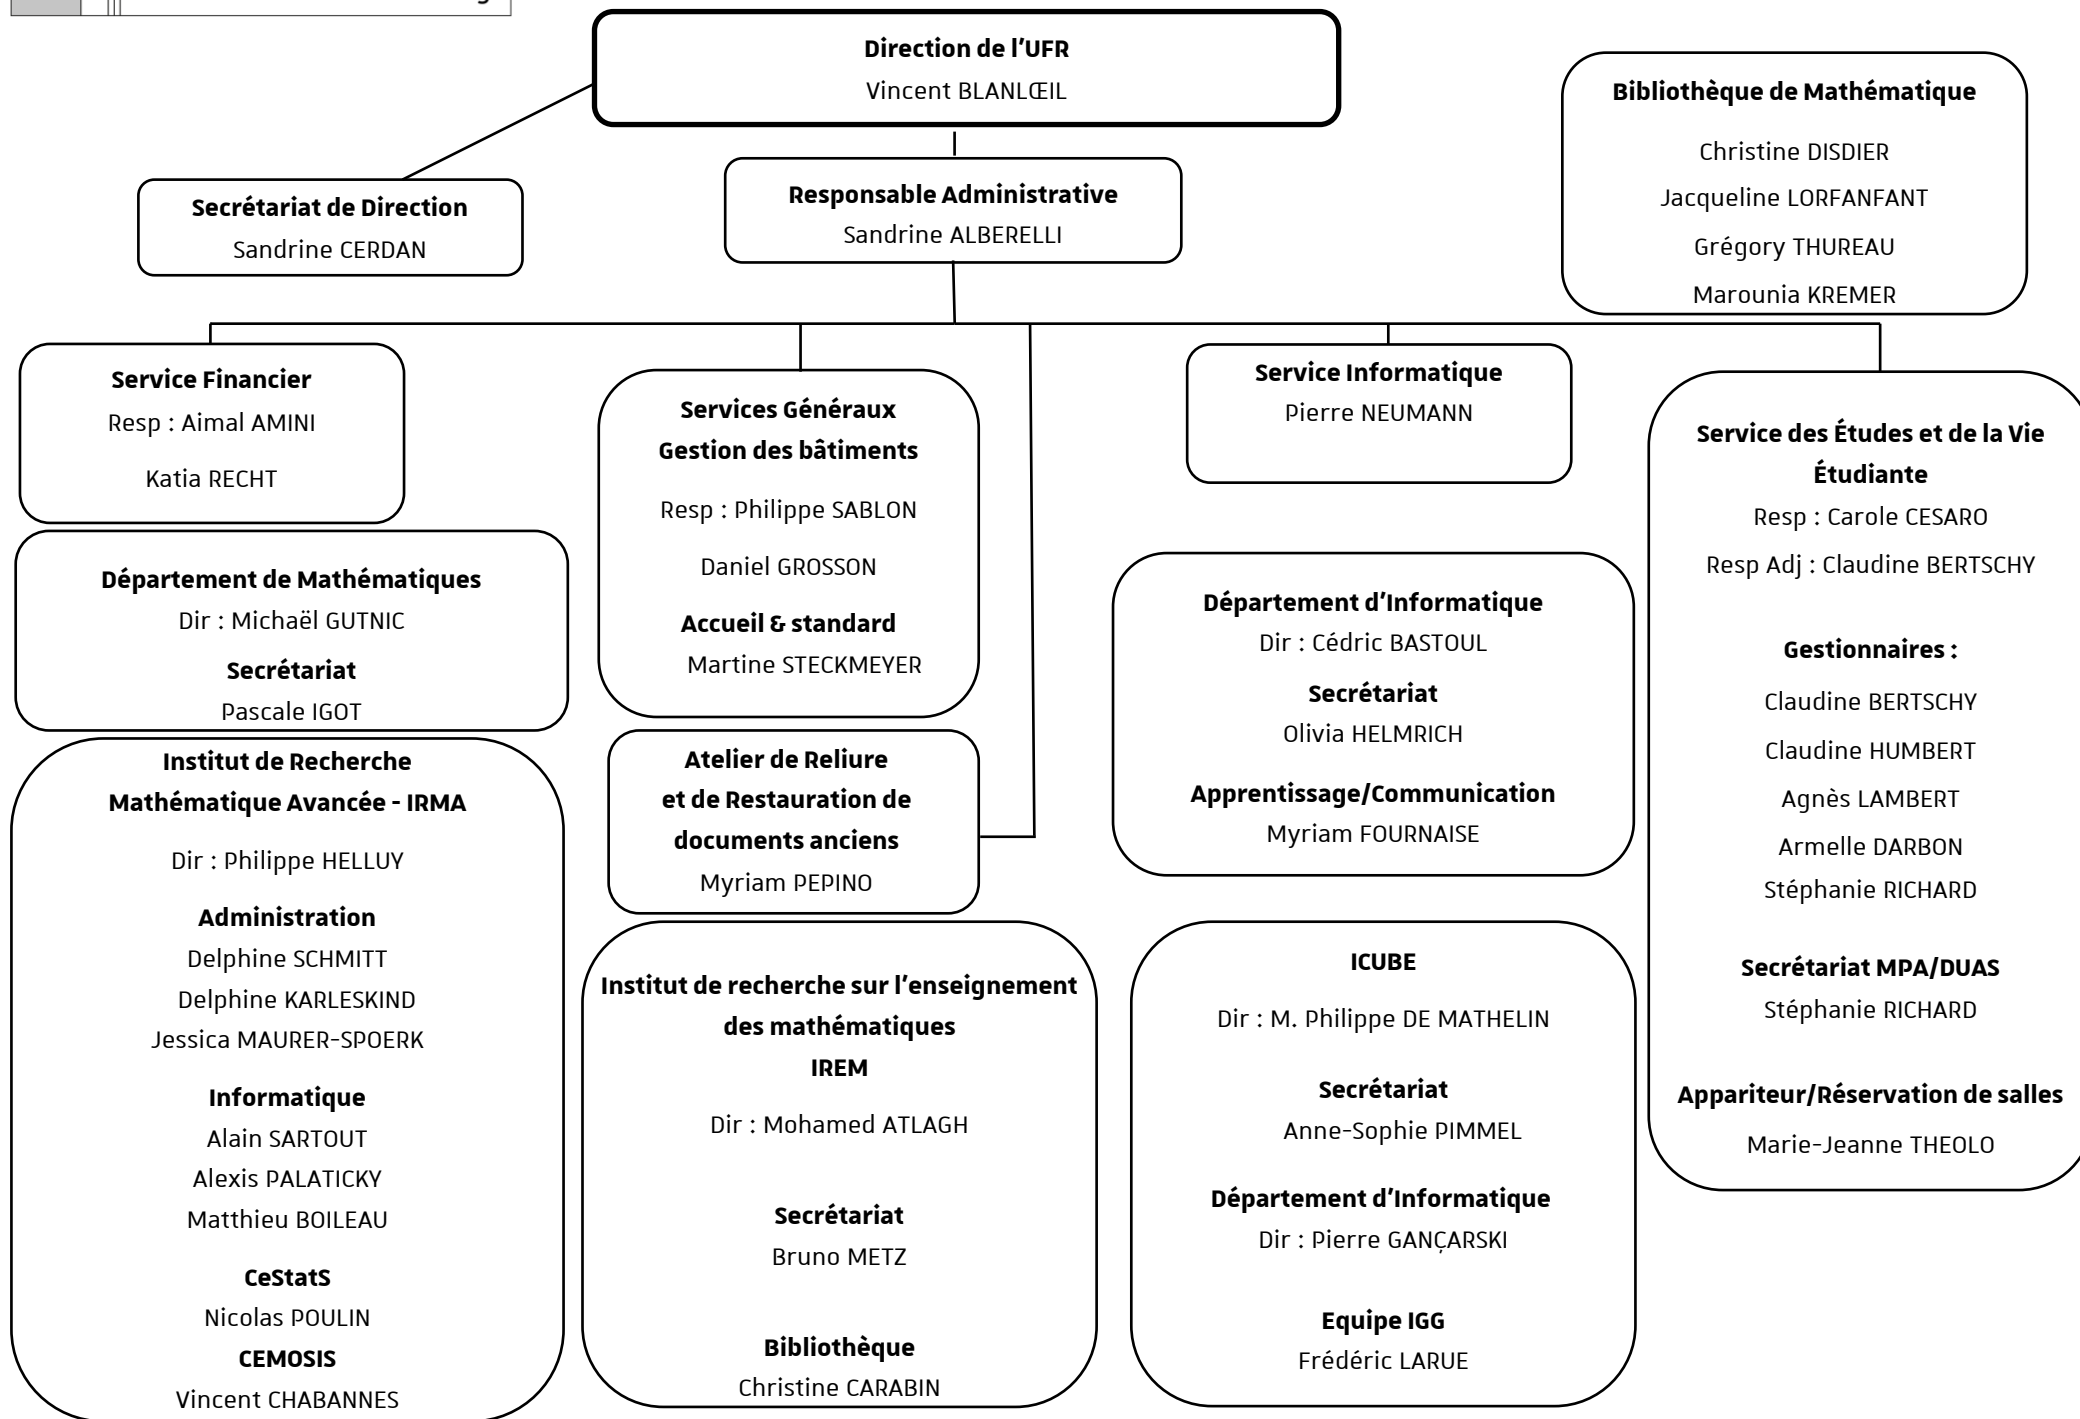 Direction de l'UFR
Vincent BLANLŒIL
Bibliothèque de Mathématique
Christine DISDIER
Jacqueline LORFANFANT
Grégory THUREAU
Marounia KREMER
Secrétariat de Direction
Sandrine CERDAN
Responsable Administrative
Sandrine ALBERELLI
Service Financier
Resp : Aimal AMINI
Katia RECHT
Services Généraux
Gestion des bâtiments
Resp : Philippe SABLON
Daniel GROSSON
Accueil & standard
Martine STECKMEYER
Service Informatique
Pierre NEUMANN
Service des Études et de la Vie
Étudiante
Resp : Carole CESARO
Resp Adj : Claudine BERTSCHY
Gestionnaires :
Claudine BERTSCHY
Claudine HUMBERT
Agnès LAMBERT
Armelle DARBON
Stéphanie RICHARD
Secrétariat MPA/DUAS
Stéphanie RICHARD
Appariteur/Réservation de salles
Marie-Jeanne THEOLO
Département de Mathématiques
Dir : Michaël GUTNIC
Secrétariat
Pascale IGOT
Département d'Informatique
Dir : Cédric BASTOUL
Secrétariat
Olivia HELMRICH
Apprentissage/Communication
Myriam FOURNAISE
Institut de Recherche
Mathématique Avancée - IRMA
Dir : Philippe HELLUY
Administration
Delphine SCHMITT
Delphine KARLESKIND
Jessica MAURER-SPOERK
Informatique
Alain SARTOUT
Alexis PALATICKY
Matthieu BOILEAU
CeStatS
Nicolas POULIN
CEMOSIS
Vincent CHABANNES
Atelier de Reliure
et de Restauration de
documents anciens
Myriam PEPINO
Institut de recherche sur l'enseignement
des mathématiques
IREM
Dir : Mohamed ATLAGH
Secrétariat
Bruno METZ
Bibliothèque
Christine CARABIN
ICUBE
Dir : M. Philippe DE MATHELIN
Secrétariat
Anne-Sophie PIMMEL
Département d'Informatique
Dir : Pierre GANÇARSKI
Equipe IGG
Frédéric LARUE